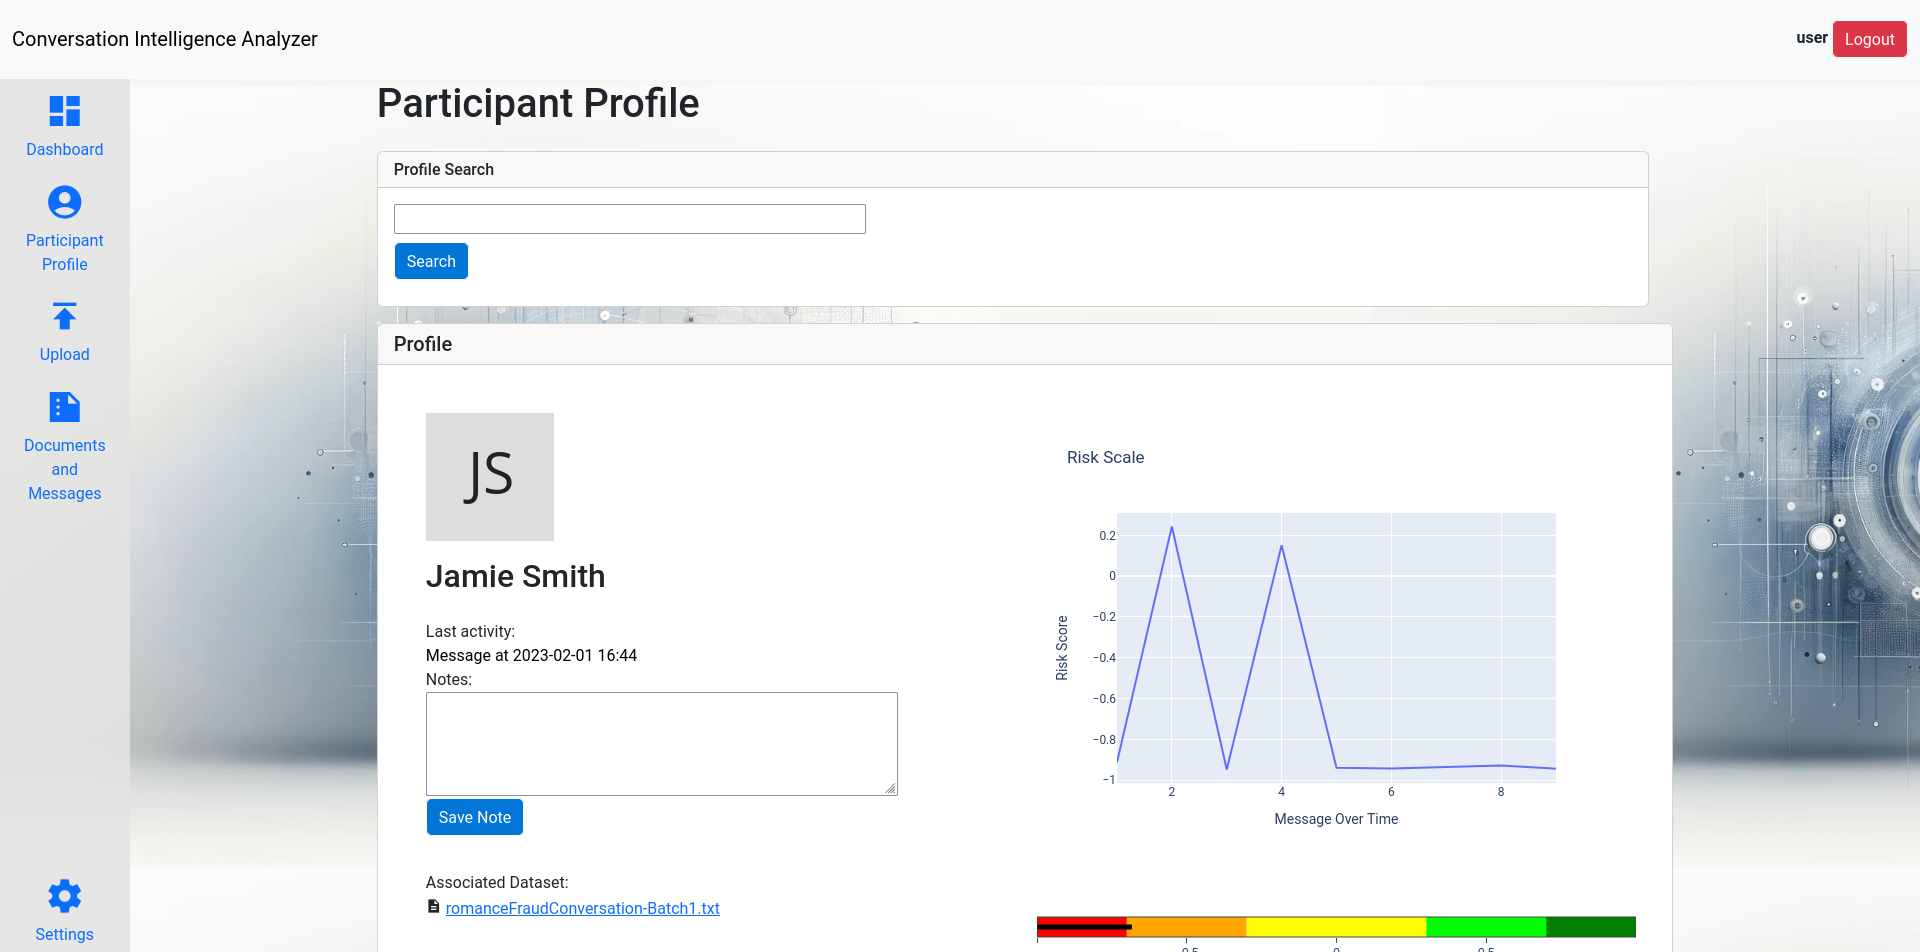 Conversation Intelligence Analyzer
user
Logout
Dashboard
Participant
Profile
Upload
Documents
and
Messages
Settings
Participant Profile
Profile Search
Search
Profile
JS
Jamie Smith
Last activity:
Message at 2023-02-01 16:44
Notes:
Save Note
Associated Dataset:
romanceFraudConversation-Batch1.txt
Risk Scale
Risk Score
0.2
0
−0.2
−0.4
−0.6
−0.8
−1
2
4
6
8
Message Over Time